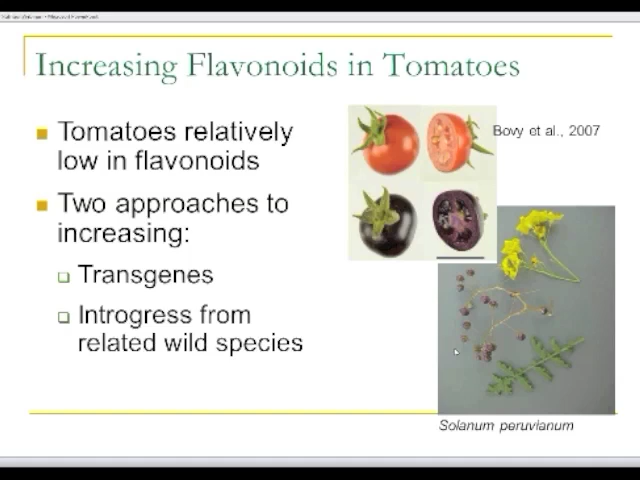 Increasing Flavonoids in Tomatoes
Tomatoes relatively
low in flavonoids
Two approaches to
increasing:
Transgenes
Introgress from
related wild species
Bovy et al., 2007
Solanum peruvianum